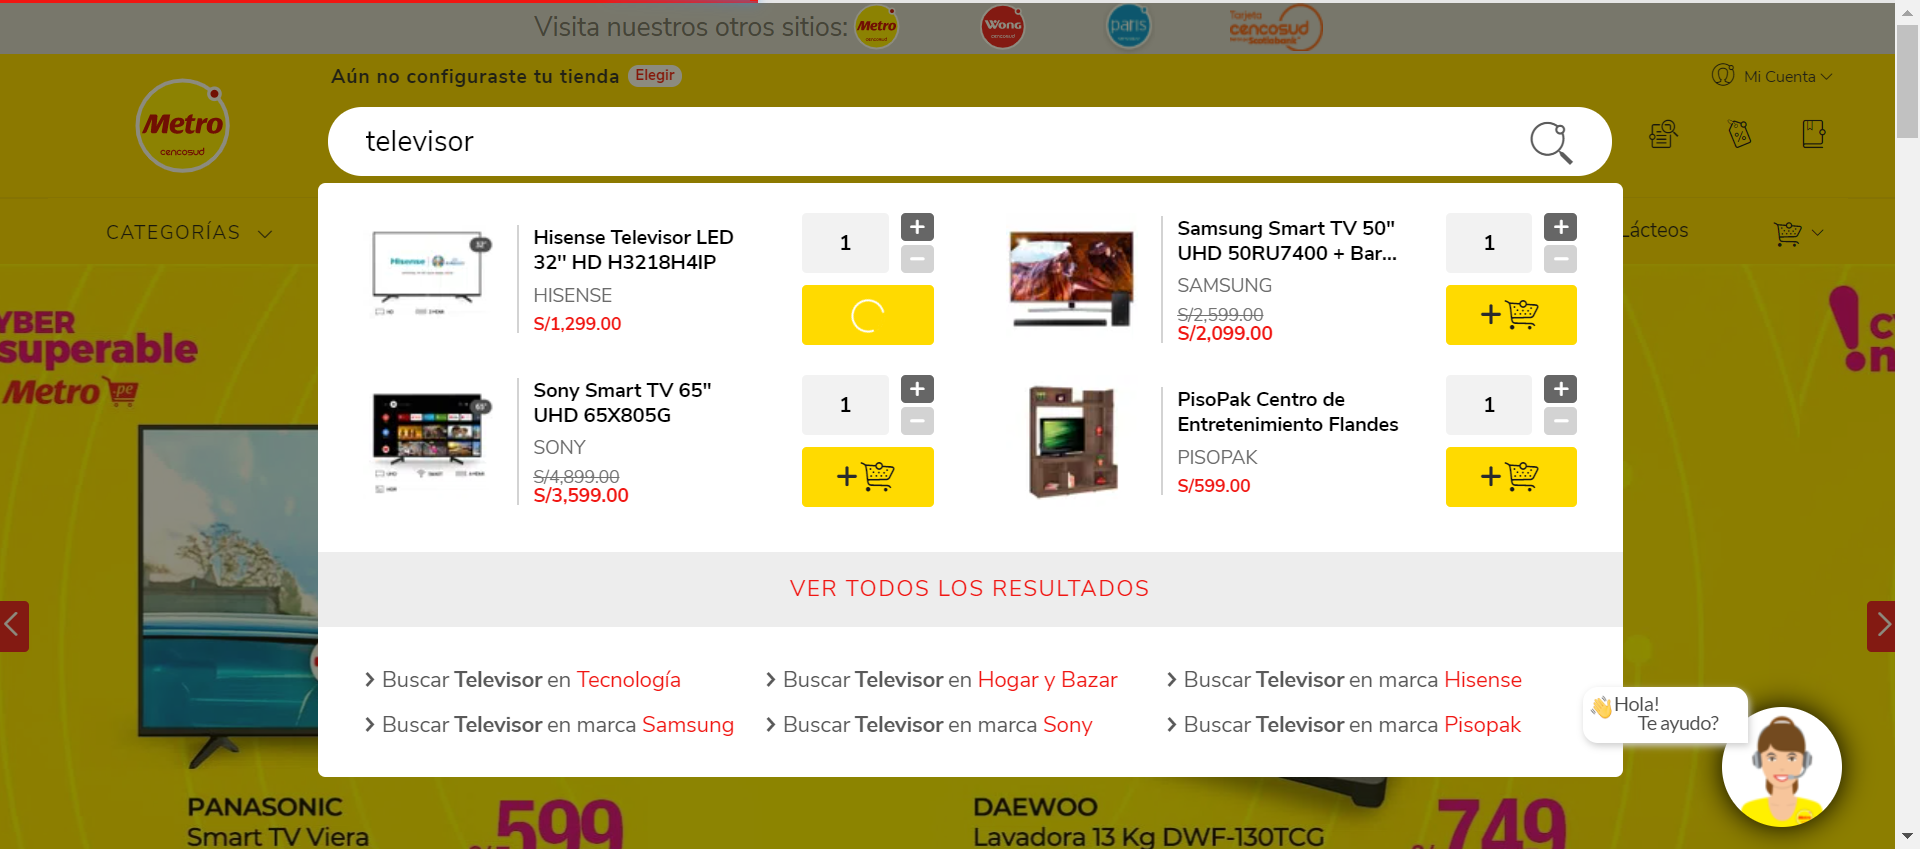 Visita nuestros otros sitios:
Metro
cencosud
Wong
cencosud
paris
Tarjeta
cencosud
Scotiabank
Aún no configuraste tu tienda
Elegir
Mi Cuenta
Metro
cencosud
televisor
CATEGORÍAS
Lácteos
Hisense Televisor LED
32" HD H3218H4IP
HISENSE
S/1,299.00
1
+
−
Samsung Smart TV 50"
UHD 50RU7400 + Bar...
SAMSUNG
S/2,599.00
S/2,099.00
1
+
−
+
Sony Smart TV 65"
UHD 65X805G
SONY
S/4,899.00
S/3,599.00
1
+
−
+
PisoPak Centro de
Entretenimiento Flandes
PISOPAK
S/599.00
1
+
−
+
YBER
superable
Metro .pe
VER TODOS LOS RESULTADOS
Buscar Televisor en Tecnología
Buscar Televisor en Hogar y Bazar
Buscar Televisor en marca Hisense
Buscar Televisor en marca Samsung
Buscar Televisor en marca Sony
Buscar Televisor en marca Pisopak
Hola!
Te ayudo?
PANASONIC
Smart TV Viera
599
DAEWOO
Lavadora 13 Kg DWF-130TCG
749